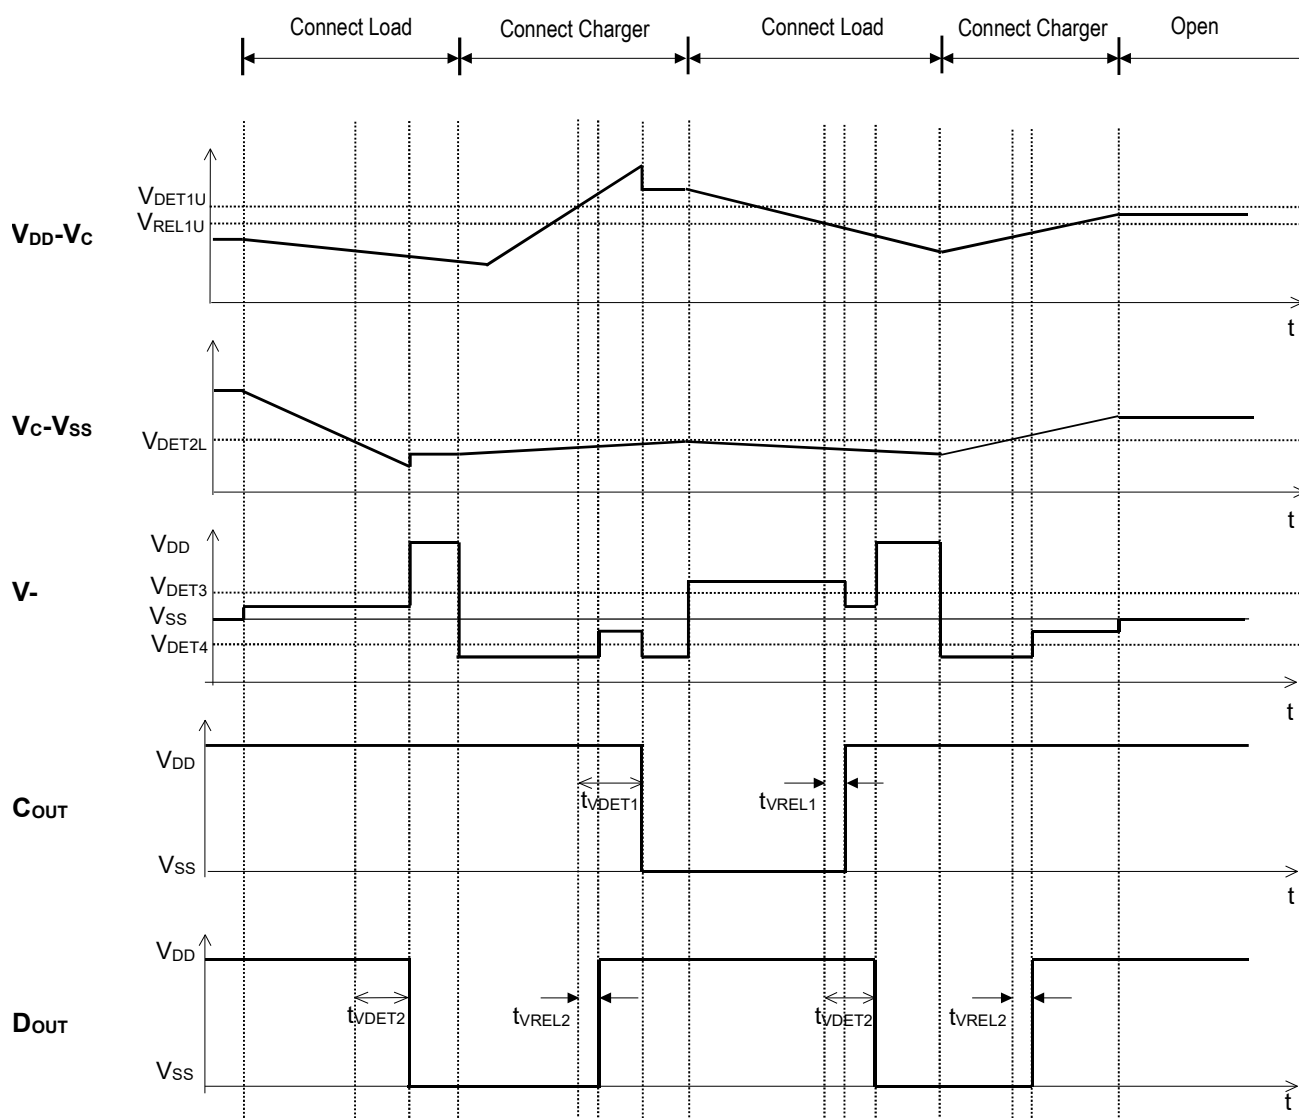 Connect Load Connect Charger Connect Load Connect Charger Open
VDET1U
VREL1U
VDD-VC
t
VC-VSS
VDET2L
t
VDD
VDET3
V-
VSS
VDET4
t
VDD
tVDET1 tVREL1
COUT
VSS
t
VDD
tVDET2 tVREL2 tVDET2 tVREL2
DOUT
VSS
t